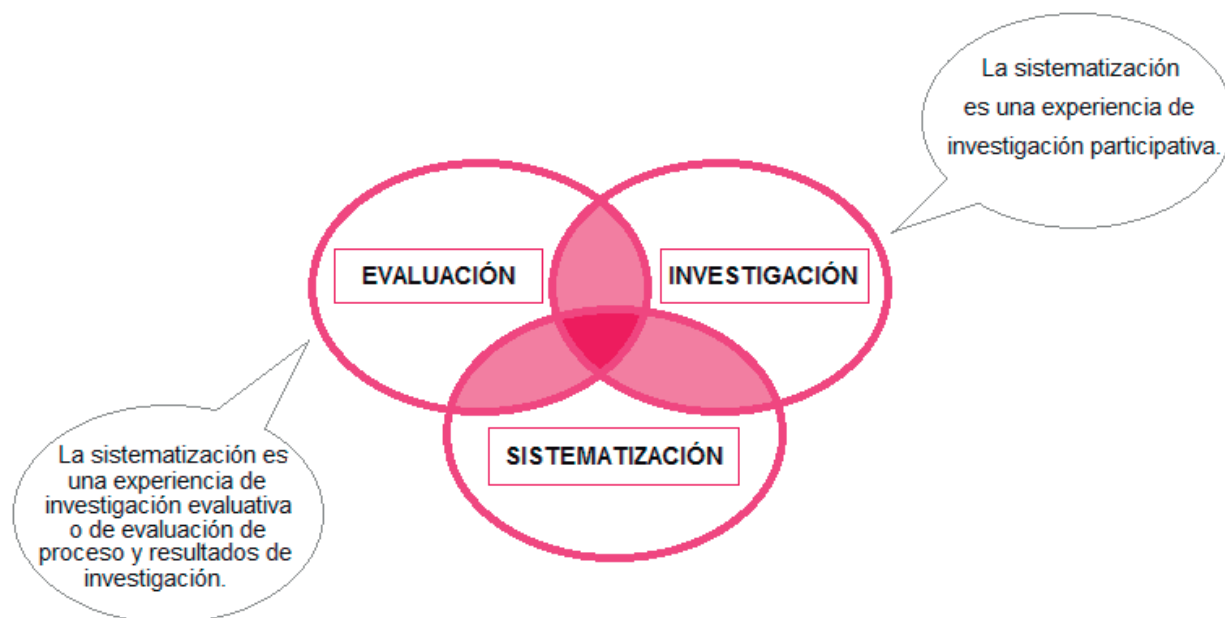 La sistematización
es una experiencia de
investigación participativa.
EVALUACIÓN
INVESTIGACIÓN
SISTEMATIZACIÓN
La sistematización es
una experiencia de
investigación evaluativa
o de evaluación de
proceso y resultados de
investigación.